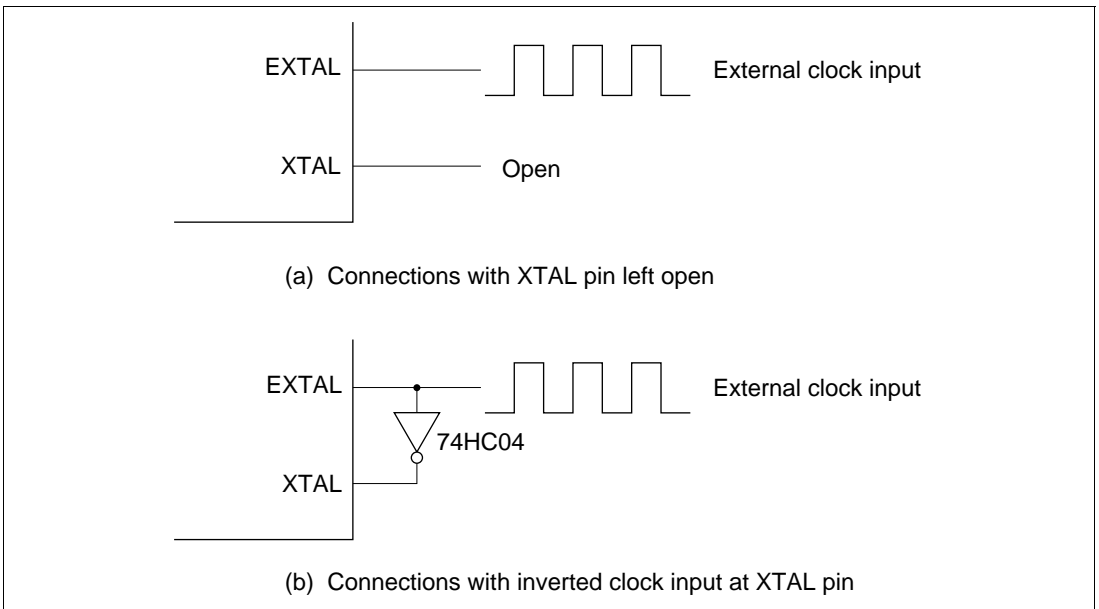 EXTAL
External clock input
XTAL
Open
(a) Connections with XTAL pin left open
EXTAL
External clock input
74HC04
XTAL
(b) Connections with inverted clock input at XTAL pin